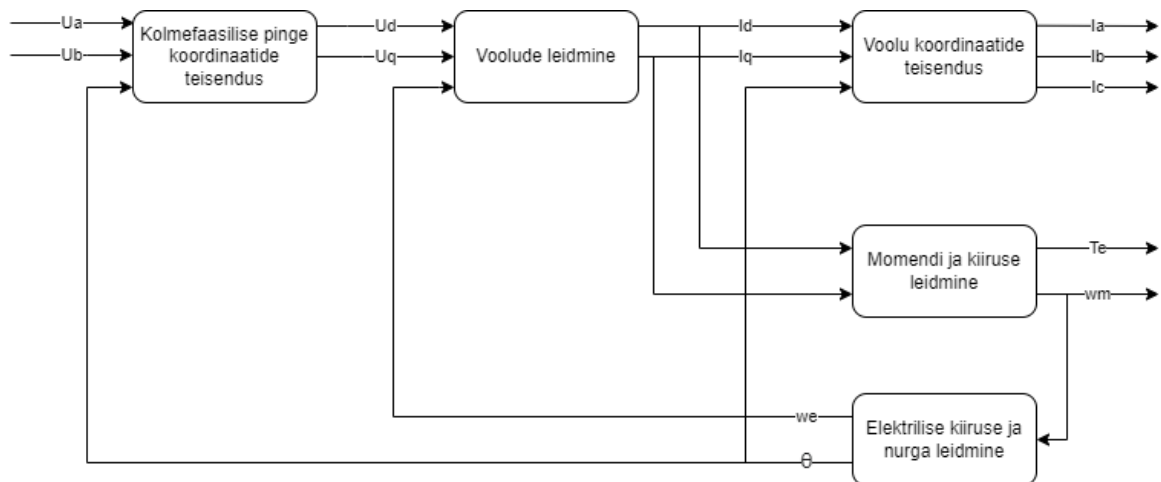 Ua
Ub
Kolmefaasilise pinge
koordinaatide
teisendus
Ud
Uq
Voolude leidmine
Id
Iq
Voolu koordinaatide
teisendus
Ia
Ib
Ic
Momendi ja kiiruse
leidmine
Te
wm
we
θ
Elektrilise kiiruse ja
nurga leidmine